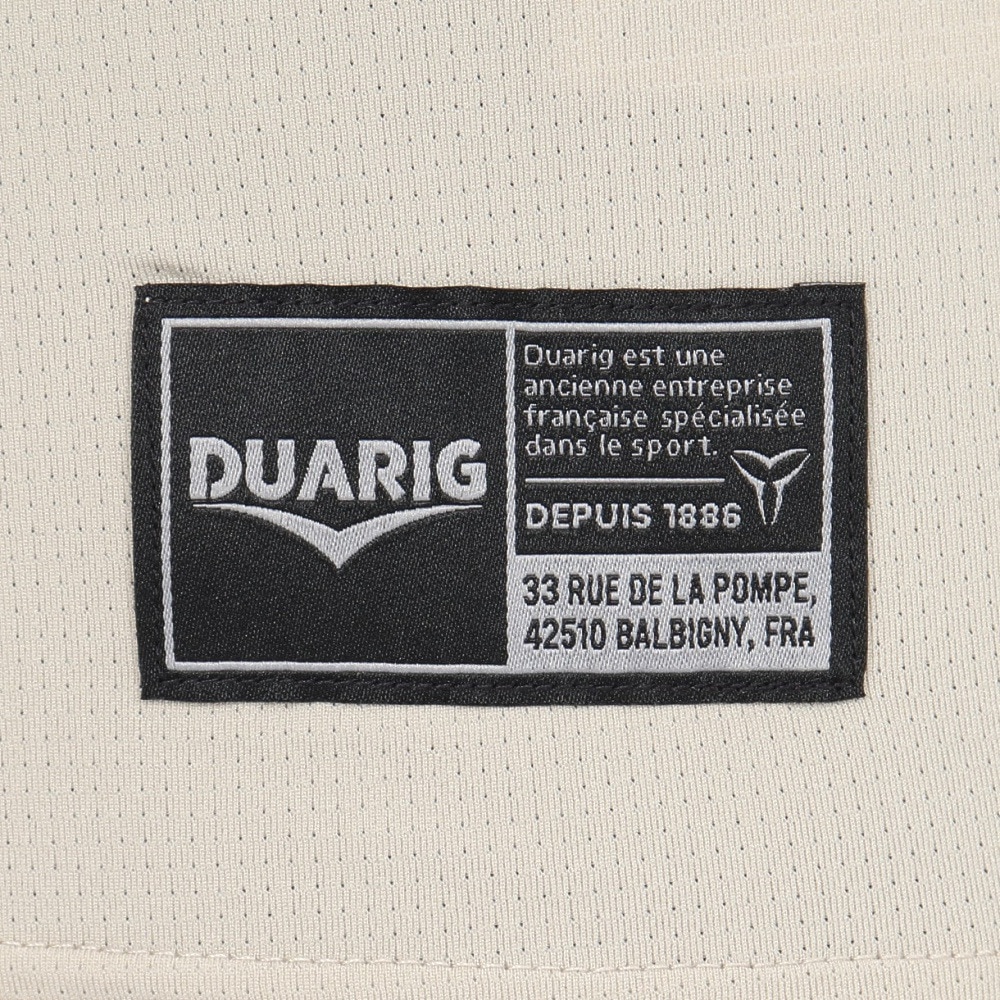 DUARIG
Duarig est une
ancienne entreprise
française spécialisée
dans le sport.
DEPUIS 1886
33 RUE DE LA POMPE,
42510 BALBIGNY, FRA